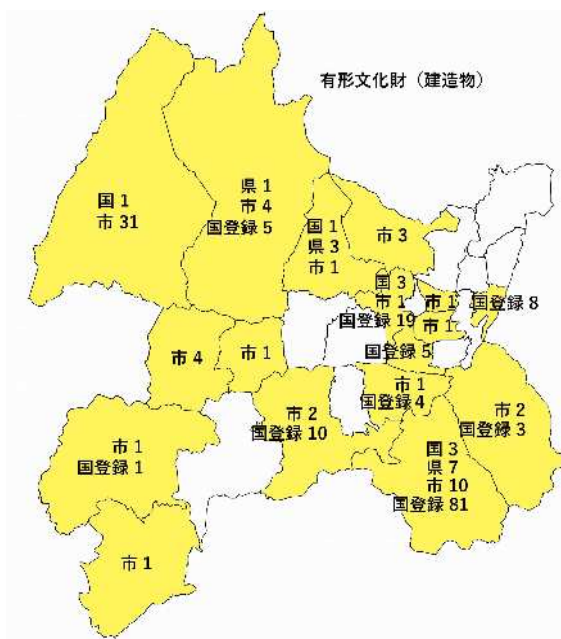 有形文化財（建造物）
国 1
市 31
県 1
市 4
国登録 5
国 1
県 3
市 1
市 3
国 3
市 1
国登録 19
市 1
市 1
国登録 8
国登録 5
市 4
市 1
市 1
国登録 4
市 2
国登録 10
市 2
国登録 3
市 1
国登録 1
国 3
県 7
市 10
国登録 81
市 1